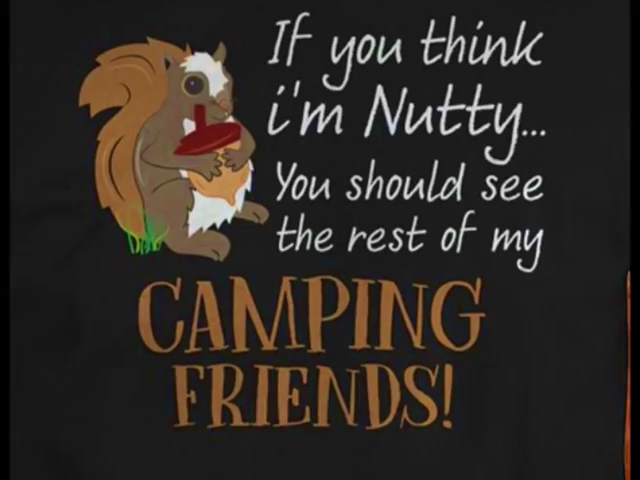 If you think
i'm Nutty...
You should see
the rest of my
CAMPING
FRIENDS!